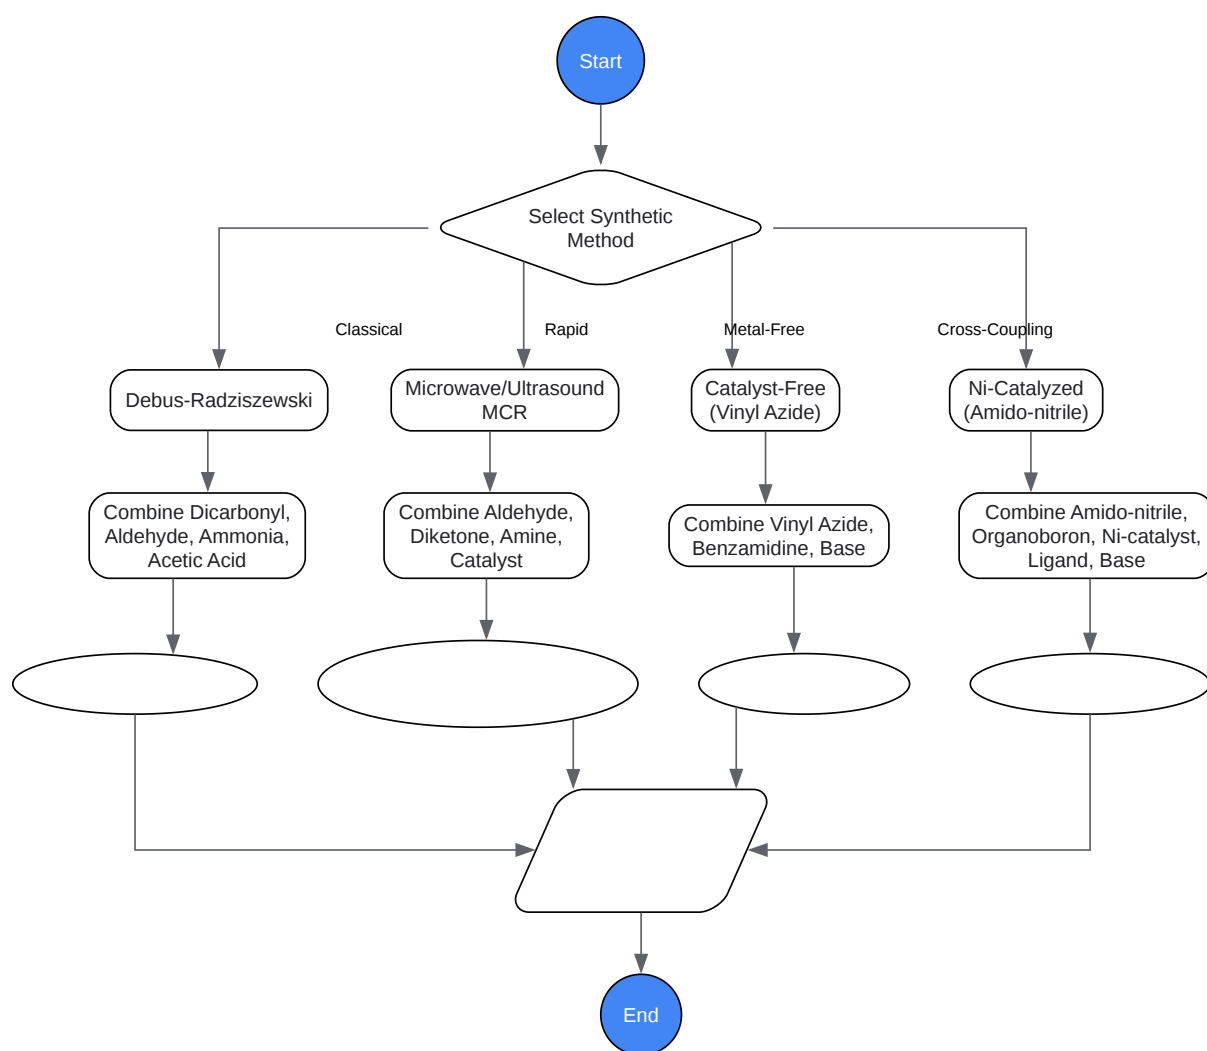 Start
Select Synthetic
Method
Classical
Rapid
Metal-Free
Cross-Coupling
Debus-Radziszewski
Microwave/Ultrasound
MCR
Catalyst-Free
(Vinyl Azide)
Ni-Catalyzed
(Amido-nitrile)
Combine Dicarbonyl,
Aldehyde, Ammonia,
Acetic Acid
Combine Aldehyde,
Diketone, Amine,
Catalyst
Combine Vinyl Azide,
Benzamidine, Base
Combine Amido-nitrile,
Organoboron, Ni-catalyst,
Ligand, Base
End